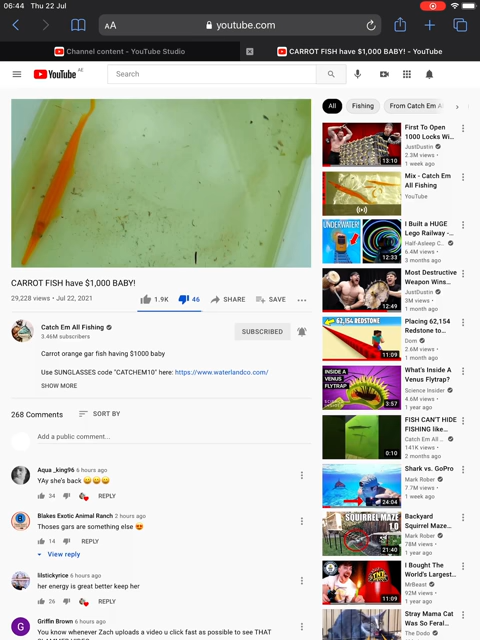 06:44 Thu 22 Jul
AA youtube.com
Channel content - YouTube Studio
CARROT FISH have $1,000 BABY! - YouTube
YouTube AE
Search
All Fishing From Catch Em Al
First To Open
1000 Locks Wi...
JustDustin
2.3M views •
1 week ago
13:10
Mix - Catch Em
All Fishing
YouTube
UNDERWATER!
I Built a HUGE
Lego Railway -...
Half-Asleep C...
6.4M views •
3 months ago
12:33
Most Destructive
Weapon Wins...
JustDustin
3M views •
1 month ago
12:49
62,154 REDSTONE
Placing 62,154
Redstone to...
Dom
2.6M views •
1 month ago
11:09
INSIDE A
VENUS
FLYTRAP?
What's Inside A
Venus Flytrap?
Science Insider
4.6M views •
1 year ago
3:57
FISH CAN'T HIDE
FISHING like...
Catch Em All ...
141K views •
2 months ago
0:10
Shark vs. GoPro
Mark Rober
7.7M views •
1 week ago
24:04
SQUIRREL MAZE
1.0
Backyard
Squirrel Maze...
Mark Rober
78M views •
1 year ago
21:40
TNT
I Bought The
World's Largest...
MrBeast
92M views •
1 year ago
11:09
Stray Mama Cat
Was So Feral...
The Dodo
CARROT FISH have $1,000 BABY!
29,228 views • Jul 22, 2021
1.9K 46 SHARE SAVE ...
Catch Em All Fishing
3.46M subscribers
SUBSCRIBED
Carrot orange gar fish having $1000 baby
Use SUNGLASSES code "CATCHEM10" here: https://www.waterlandco.com/
SHOW MORE
268 Comments SORT BY
Add a public comment...
Aqua _king96 6 hours ago
YAy she's back 😄😄😄
34 REPLY
Blakes Exotic Animal Ranch 2 hours ago
Thoses gars are something else 😍
14 REPLY
View reply
lilstickyrice 6 hours ago
her energy is great better keep her
26 REPLY
G
Griffin Brown 6 hours ago
You know whenever Zach uploads a video u click fast as possible to see THAT